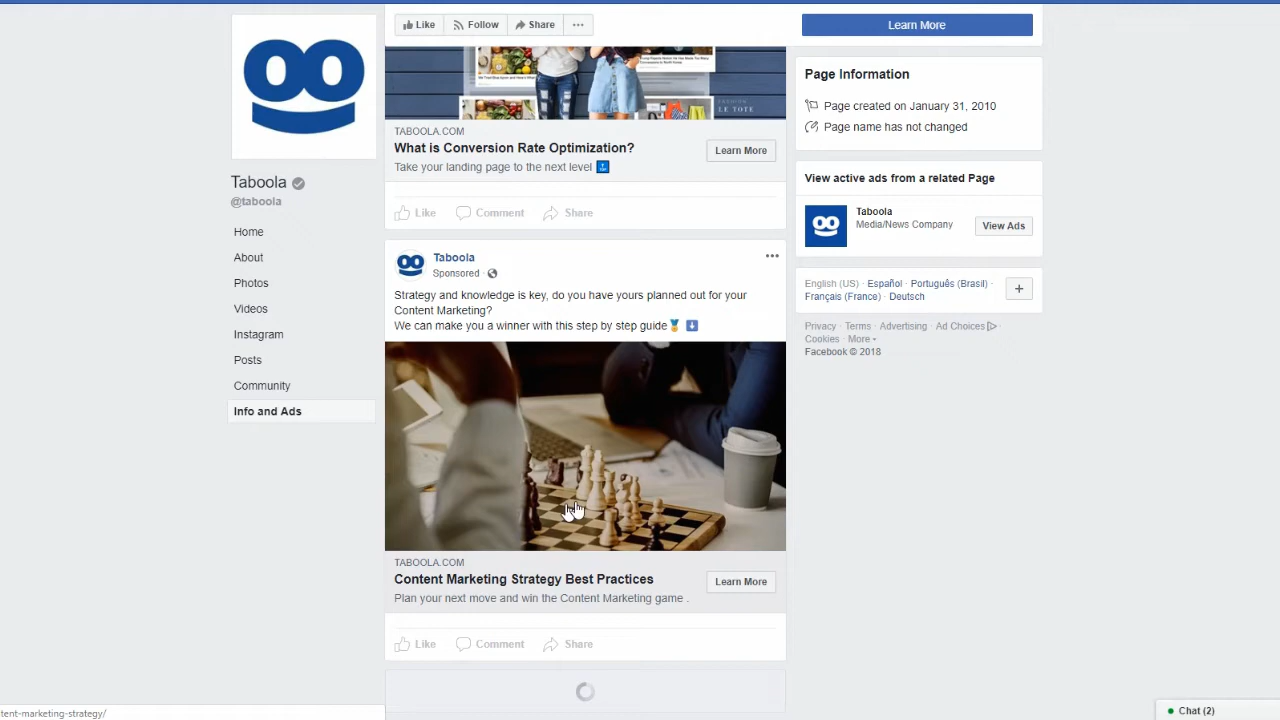 Like
Follow
Share
Learn More
LE TOTE
TABOOLA.COM
What is Conversion Rate Optimization?
Take your landing page to the next level
Learn More
Like
Comment
Share
Taboola
@taboola
Home
About
Photos
Videos
Instagram
Posts
Community
Info and Ads
Taboola
Sponsored ·
Strategy and knowledge is key, do you have yours planned out for your
Content Marketing?
We can make you a winner with this step by step guide
TABOOLA.COM
Content Marketing Strategy Best Practices
Plan your next move and win the Content Marketing game .
Learn More
Like
Comment
Share
Page Information
Page created on January 31, 2010
Page name has not changed
View active ads from a related Page
Taboola
Media/News Company
View Ads
English (US) · Español · Português (Brasil) ·
Français (France) · Deutsch
Privacy · Terms · Advertising · Ad Choices ·
Cookies · More
Facebook © 2018
tent-marketing-strategy/
Chat (2)